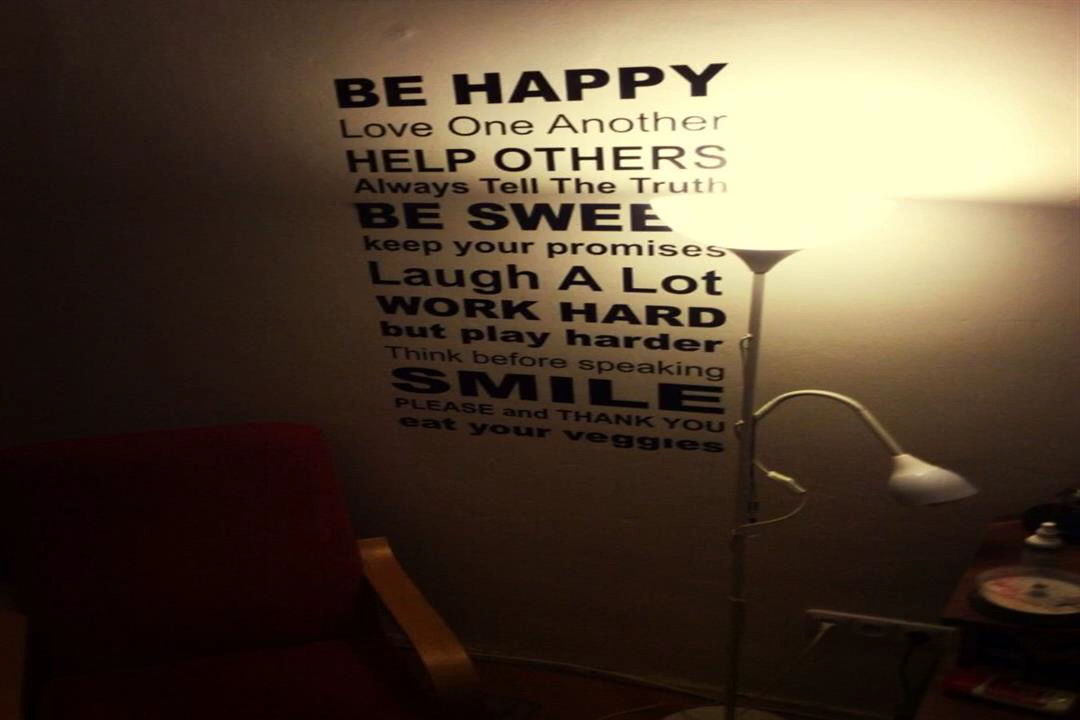 BE HAPPY
Love One Another
HELP OTHERS
Always Tell The Truth
BE SWEE
keep your promises
Laugh A Lot
WORK HARD
but play harder
Think before speaking
SMILE
PLEASE and THANK YOU
eat your veggies